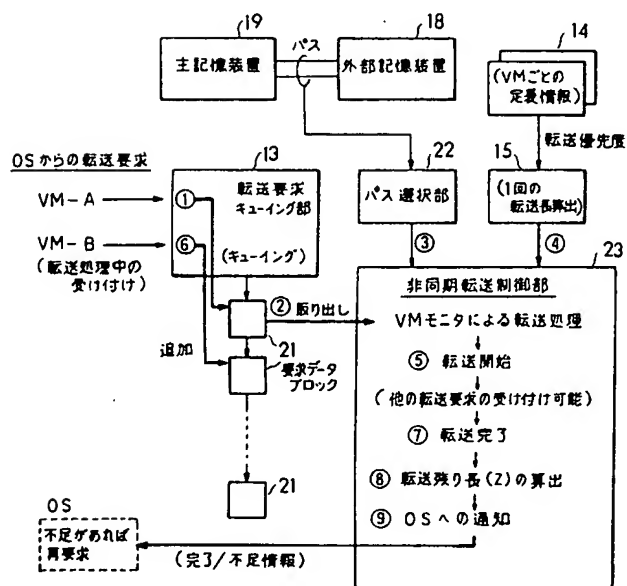 19
パス
18
14
主記憶装置
外部記憶装置
(VMごとの
定義情報)
転送優先度
OSからの転送要求
13
22
15
VM-A
①
転送要求
キューイング部
パス選択部
(1回の
転送長算出)
VM-B
⑥
(転送処理中の
受け付け)
(キューイング)
③
④
23
非同期転送制御部
②取り出し
VMモニタによる転送処理
21
追加
要求データ
ブロック
⑤ 転送開始
(他の転送要求の受け付け可能)
⑦ 転送完了
21
⑧ 転送残り長(Z)の算出
⑨ OSへの通知
OS
不足があれば
再要求
(完了/不足情報)